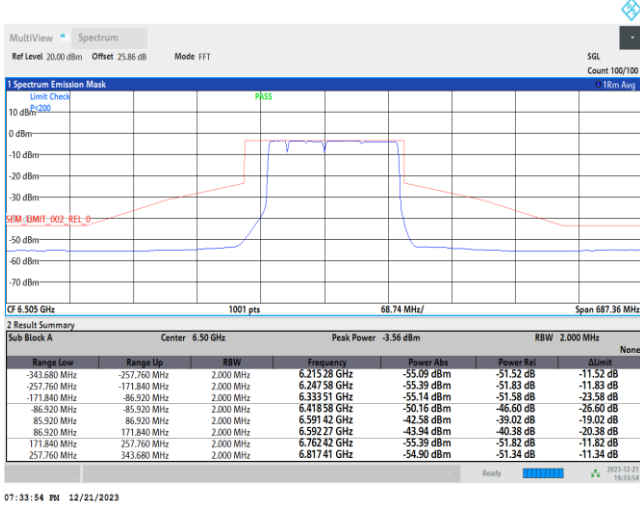 MultiView Spectrum
Ref Level 20.00 dBm Offset 25.86 dB Mode FFT SGL
Count 100/100
1 Spectrum Emission Mask 1Rm Avg
Limit Check PASS
P<200
10 dBm
0 dBm
-10 dBm
-20 dBm
-30 dBm
SEM_LIMIT_002_REL_0
-50 dBm
-60 dBm
-70 dBm
CF 6.505 GHz 1001 pts 68.74 MHz/ Span 687.36 MHz
2 Result Summary
Sub Block A Center 6.50 GHz Peak Power -3.56 dBm RBW 2.000 MHz
None
Range Low Range Up RBW Frequency Power Abs Power Rel ΔLimit
-343.680 MHz -257.760 MHz 2.000 MHz 6.215 28 GHz -55.09 dBm -51.52 dB -11.52 dB
-257.760 MHz -171.840 MHz 2.000 MHz 6.247 58 GHz -55.39 dBm -51.83 dB -11.83 dB
-171.840 MHz -86.920 MHz 2.000 MHz 6.333 51 GHz -55.14 dBm -51.58 dB -23.58 dB
-86.920 MHz -85.920 MHz 2.000 MHz 6.418 58 GHz -50.16 dBm -46.60 dB -26.60 dB
85.920 MHz 86.920 MHz 2.000 MHz 6.591 42 GHz -42.58 dBm -39.02 dB -19.02 dB
86.920 MHz 171.840 MHz 2.000 MHz 6.592 27 GHz -43.94 dBm -40.38 dB -20.38 dB
171.840 MHz 257.760 MHz 2.000 MHz 6.762 42 GHz -55.39 dBm -51.82 dB -11.82 dB
257.760 MHz 343.680 MHz 2.000 MHz 6.817 41 GHz -54.90 dBm -51.34 dB -11.34 dB
Ready 2023-12-21
19:33:54
07:33:54 PM 12/21/2023